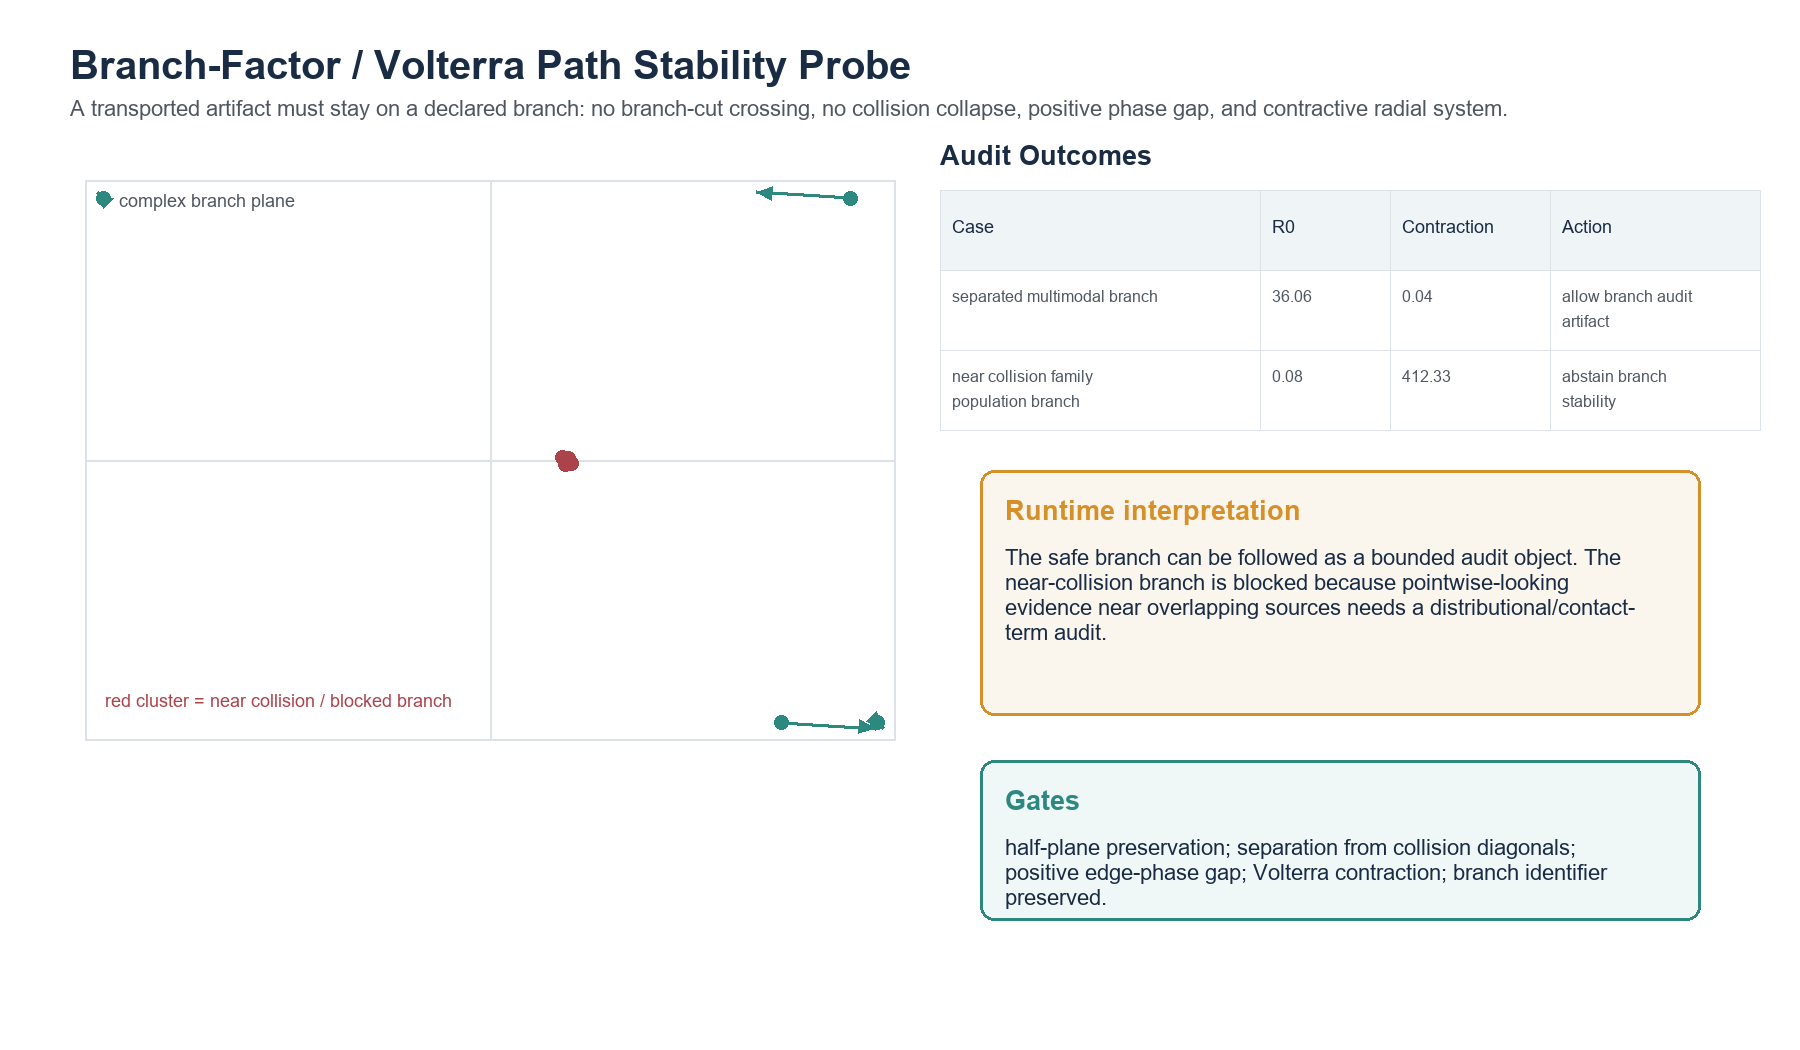 Branch-Factor / Volterra Path Stability Probe
A transported artifact must stay on a declared branch: no branch-cut crossing, no collision collapse, positive phase gap, and contractive radial system.
complex branch plane
red cluster = near collision / blocked branch
Audit Outcomes
Case R0 Contraction Action
separated multimodal branch 36.06 0.04 allow branch audit
artifact
near collision family 0.08 412.33 abstain branch
population branch stability
Runtime interpretation
The safe branch can be followed as a bounded audit object. The
near-collision branch is blocked because pointwise-looking
evidence near overlapping sources needs a distributional/contact-
term audit.
Gates
half-plane preservation; separation from collision diagonals;
positive edge-phase gap; Volterra contraction; branch identifier
preserved.